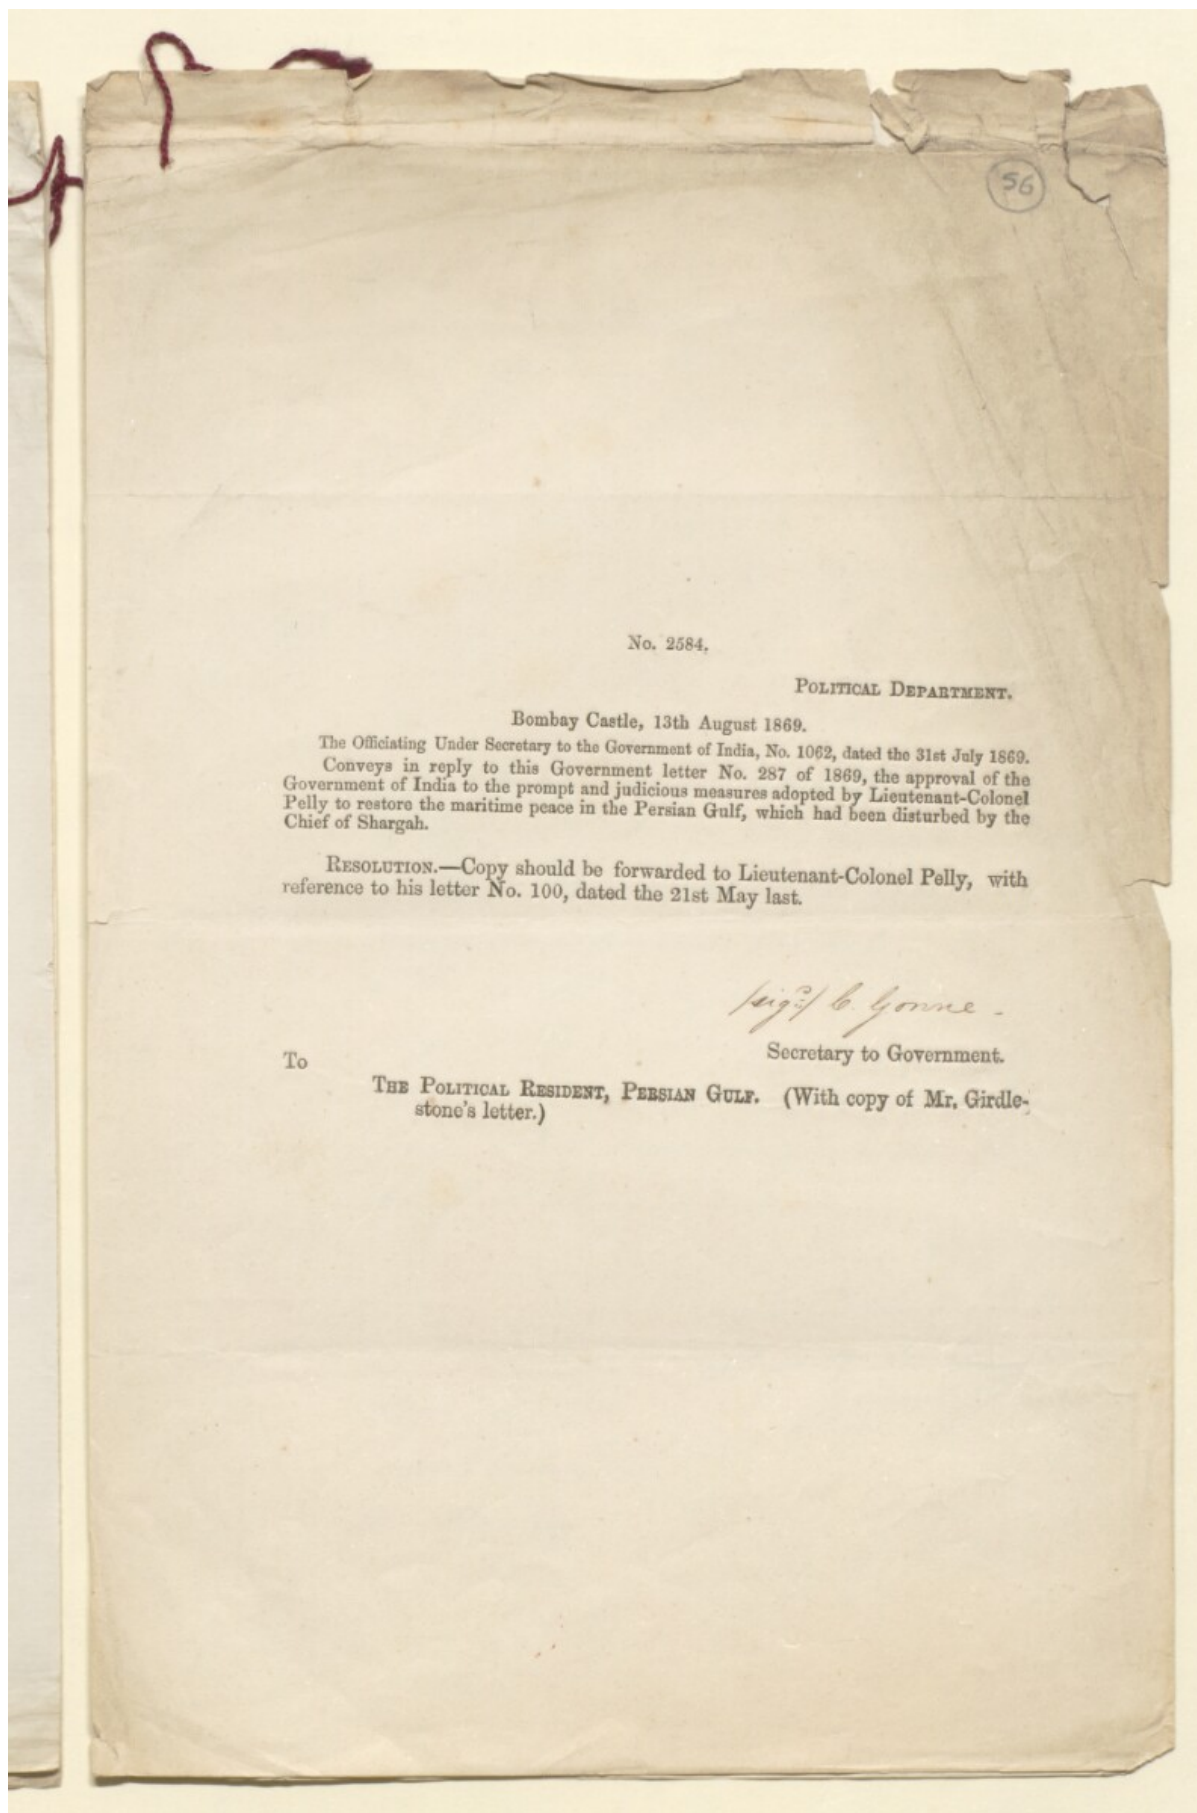 56
No. 2584.
POLITICAL DEPARTMENT.
Bombay Castle, 13th August 1869.
The Officiating Under Secretary to the Government of India, No. 1062, dated the 31st July 1869.
Conveys in reply to this Government letter No. 287 of 1869, the approval of the
Government of India to the prompt and judicious measures adopted by Lieutenant-Colonel
Pelly to restore the maritime peace in the Persian Gulf, which had been disturbed by the
Chief of Shargah.
RESOLUTION.—Copy should be forwarded to Lieutenant-Colonel Pelly, with
reference to his letter No. 100, dated the 21st May last.
/sigd/ C. Gonne -
Secretary to Government.
To
THE POLITICAL RESIDENT, PERSIAN GULF. (With copy of Mr. Girdle-
stone's letter.)